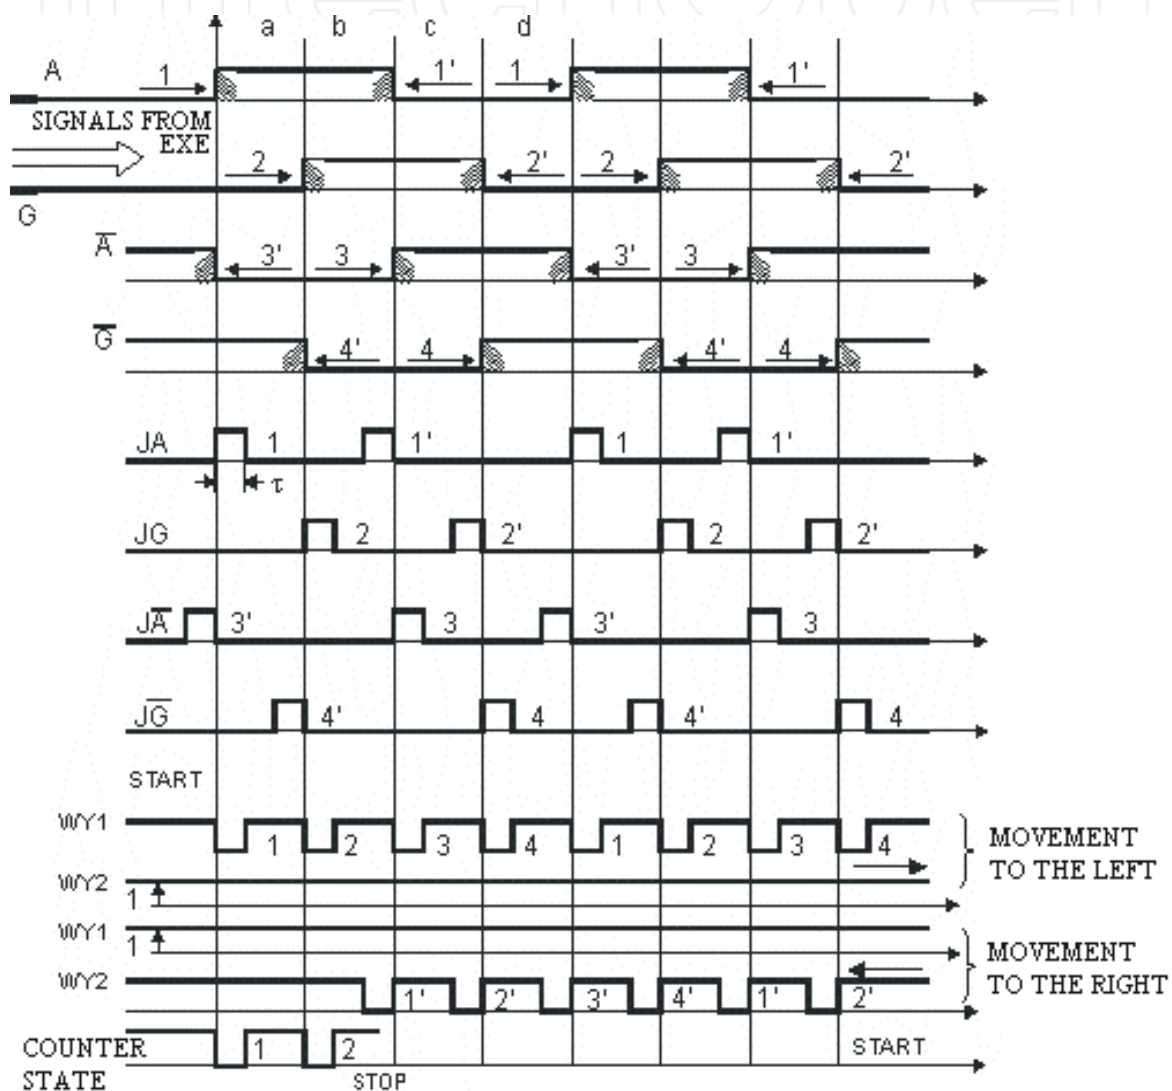 a b c d
A 1 1' 1 1'
SIGNALS FROM
EXE
2 2' 2 2'
G
A̅ 3' 3 3' 3
G̅ 4' 4 4' 4
JA 1 1' 1 1'
τ
JG 2 2' 2 2'
JA̅ 3' 3 3' 3
JG̅ 4' 4 4' 4
START
WY1 1 2 3 4 1 2 3 4
MOVEMENT
TO THE LEFT
WY2
1
WY1
1
MOVEMENT
TO THE RIGHT
WY2 1' 2' 3' 4' 1' 2'
COUNTER
STATE
1 2
STOP
START